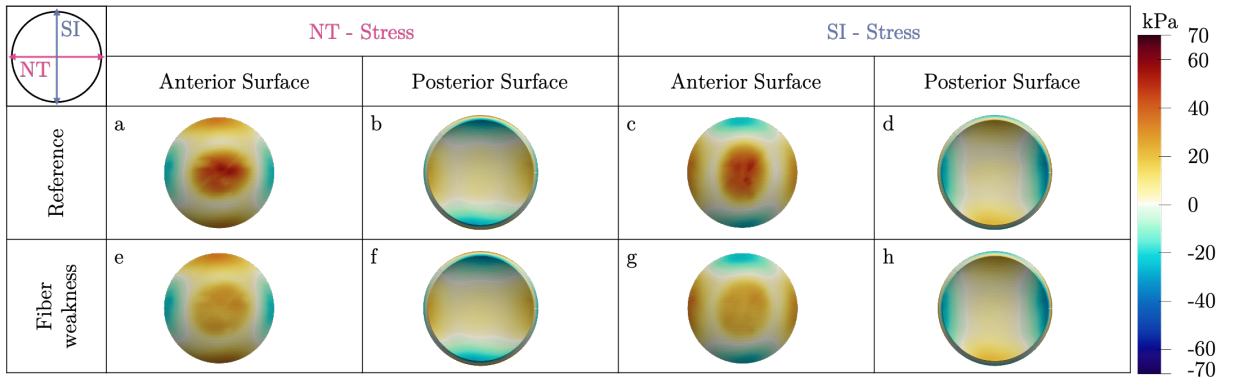 SI
NT
NT - Stress
SI - Stress
Anterior Surface
Posterior Surface
Anterior Surface
Posterior Surface
Reference
a
b
c
d
Fiber
weakness
e
f
g
h
kPa
70
60
40
20
0
-20
-40
-60
-70